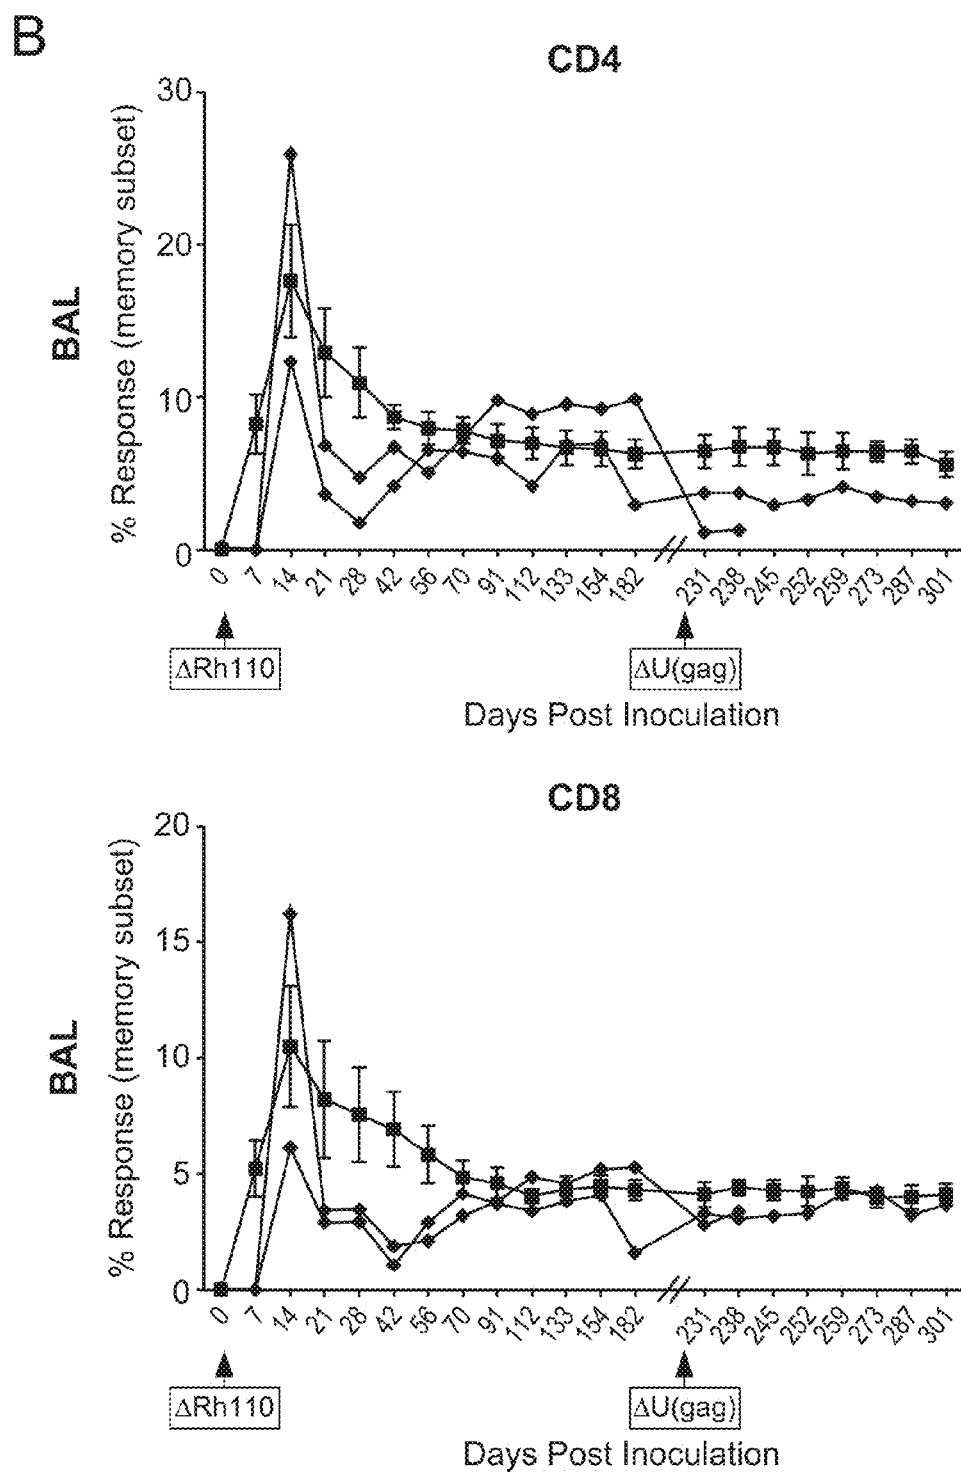 B
CD4
BAL
% Response (memory subset)
30
20
10
0
0 7 14 21 28 42 56 70 91 112 133 154 182 231 238 245 252 259 273 287 301
ΔRh110
ΔU(gag)
Days Post Inoculation
CD8
BAL
% Response (memory subset)
20
15
10
5
0
0 7 14 21 28 42 56 70 91 112 133 154 182 231 238 245 252 259 273 287 301
ΔRh110
ΔU(gag)
Days Post Inoculation